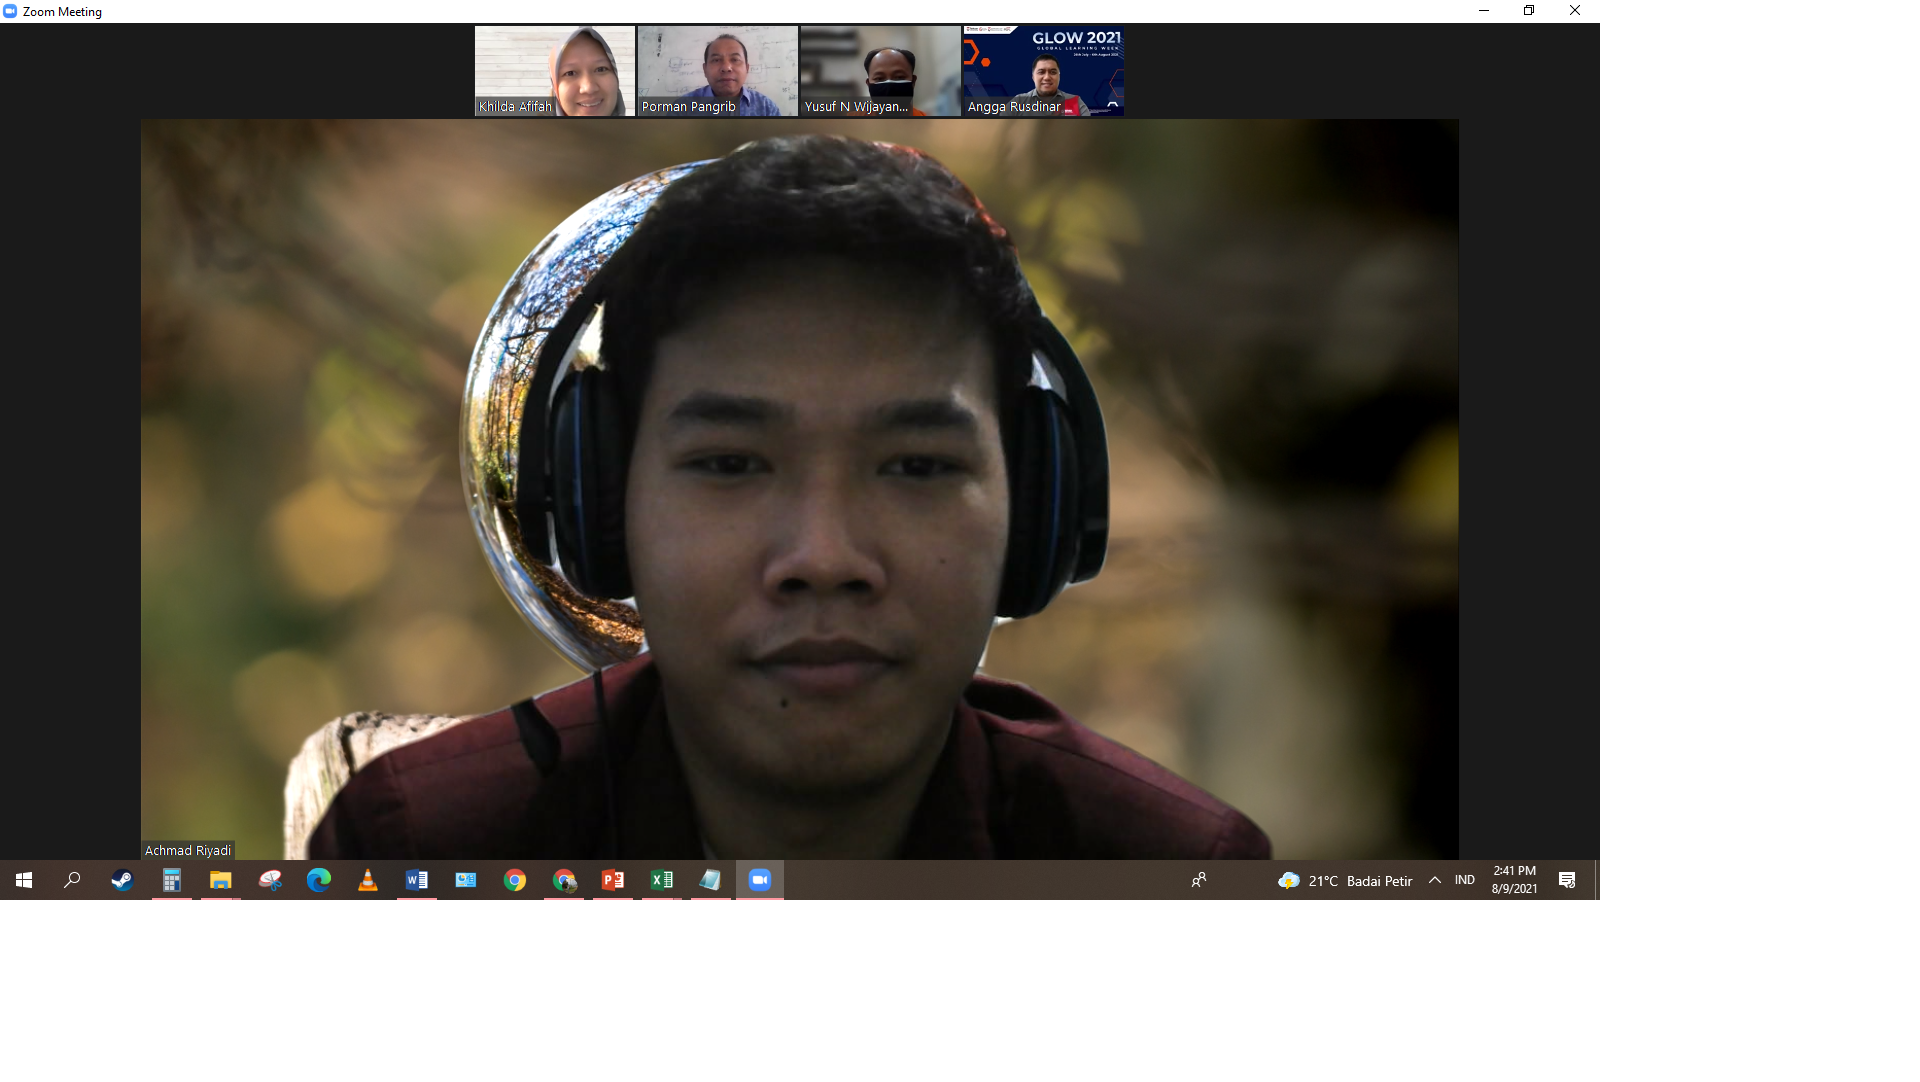 Zoom Meeting
Khilda Afifah
Porman Pangrib
Yusuf N Wijayan...
GLOW 2021
GLOBAL LEARNING WEEK
Angga Rusdinar
Achmad Riyadi
21°C Badai Petir
IND
2:41 PM
8/9/2021